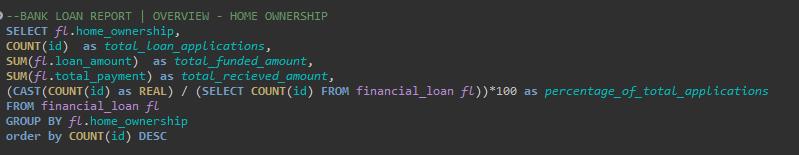 --BANK LOAN REPORT | OVERVIEW - HOME OWNERSHIP
SELECT fl.home_ownership,
COUNT(id)  as total_loan_applications,
SUM(fl.loan_amount)  as total_funded_amount,
SUM(fl.total_payment) as total_recieved_amount,
(CAST(COUNT(id) as REAL) / (SELECT COUNT(id) FROM financial_loan fl))*100 as percentage_of_total_applications
FROM financial_loan fl
GROUP BY fl.home_ownership
order by COUNT(id) DESC